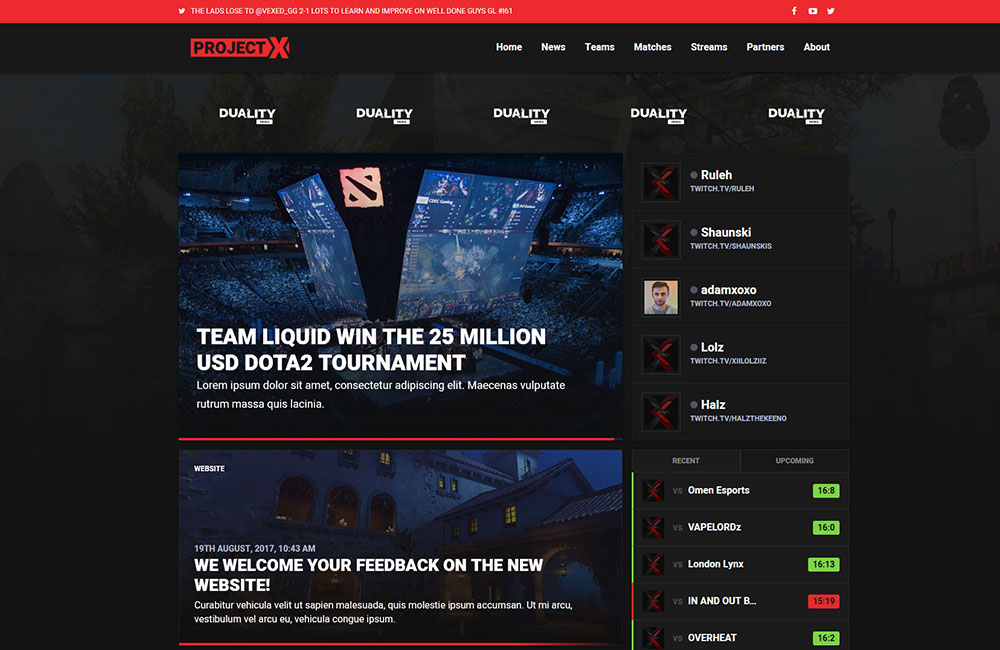 THE LADS LOSE TO @VEXED_GG 2-1 LOTS TO LEARN AND IMPROVE ON WELL DONE GUYS GL #I61
PROJECT X
Home News Teams Matches Streams Partners About
DUALITY DUALITY DUALITY DUALITY DUALITY
TEAM LIQUID WIN THE 25 MILLION
USD DOTA2 TOURNAMENT
Lorem ipsum dolor sit amet, consectetur adipiscing elit. Maecenas vulputate
rutrum massa quis lacinia.
Ruleh
TWITCH.TV/RULEH
Shaunski
TWITCH.TV/SHAUNSKIS
adamxoxo
TWITCH.TV/ADAMXOXO
Lolz
TWITCH.TV/XIILOLZIIZ
Halz
TWITCH.TV/HALZTHEKEENO
WEBSITE
19TH AUGUST, 2017, 10:43 AM
WE WELCOME YOUR FEEDBACK ON THE NEW
WEBSITE!
Curabitur vehicula velit ut sapien malesuada, quis molestie ipsum accumsan. Ut mi arcu,
vestibulum vel arcu eu, vehicula congue ipsum.
RECENT UPCOMING
VS Omen Esports 16:8
VS VAPELORDz 16:0
VS London Lynx 16:13
VS IN AND OUT B... 15:19
VS OVERHEAT 16:2